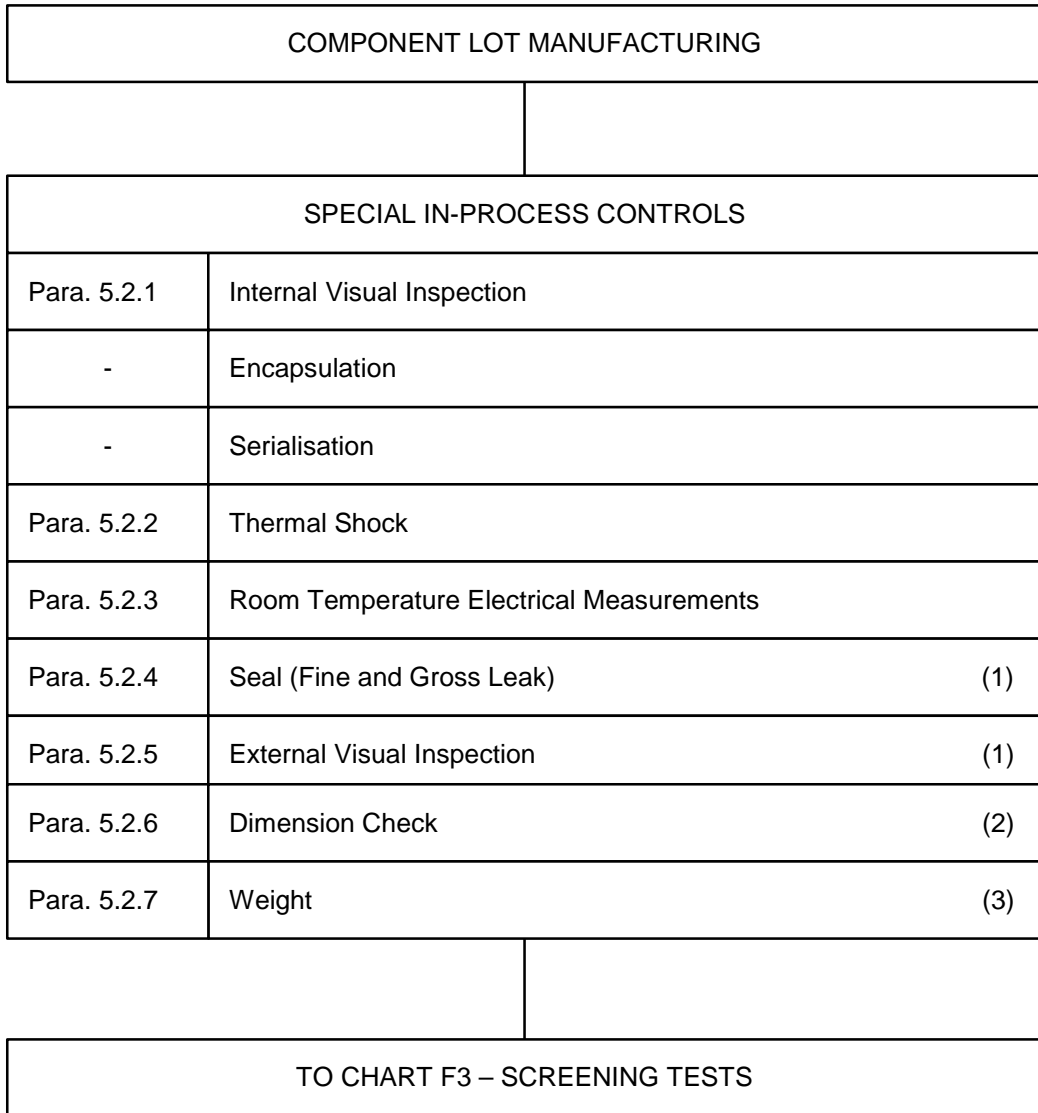 COMPONENT LOT MANUFACTURING
SPECIAL IN-PROCESS CONTROLS
Para. 5.2.1 Internal Visual Inspection
- Encapsulation
- Serialisation
Para. 5.2.2 Thermal Shock
Para. 5.2.3 Room Temperature Electrical Measurements
Para. 5.2.4 Seal (Fine and Gross Leak) (1)
Para. 5.2.5 External Visual Inspection (1)
Para. 5.2.6 Dimension Check (2)
Para. 5.2.7 Weight (3)
TO CHART F3 – SCREENING TESTS